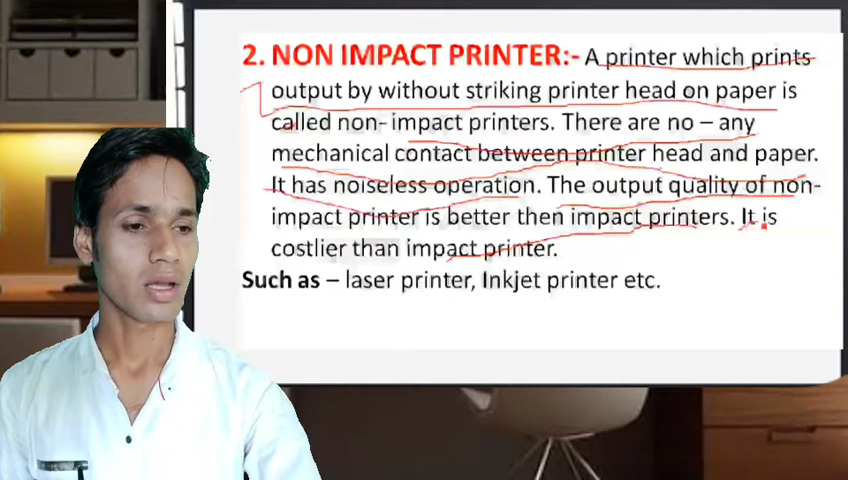 2. NON IMPACT PRINTER:- A printer which prints
output by without striking printer head on paper is
called non- impact printers. There are no – any
mechanical contact between printer head and paper.
It has noiseless operation. The output quality of non-
impact printer is better then impact printers. It is
costlier than impact printer.
Such as – laser printer, Inkjet printer etc.